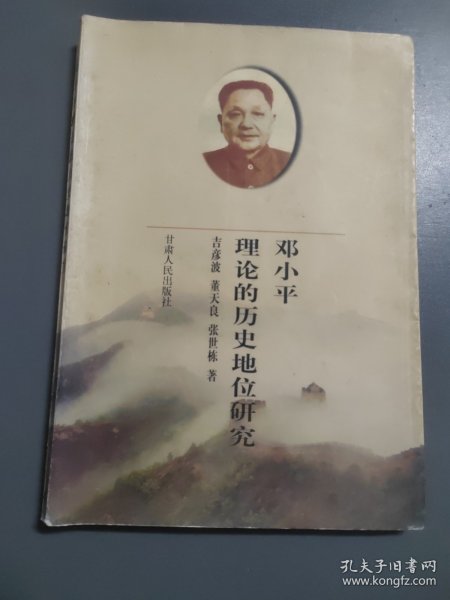 邓小平
理论的历史地位研究
吉彦波 董天良 张世栋 著
甘肃人民出版社
孔夫子旧书网
www.kongfz.com